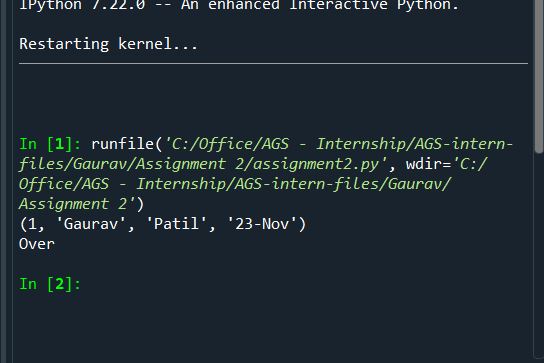 IPython 7.22.0 -- An enhanced Interactive Python.
Restarting kernel...
In [1]: runfile('C:/Office/AGS - Internship/AGS-intern-
files/Gaurav/Assignment 2/assignment2.py', wdir='C:/
Office/AGS - Internship/AGS-intern-files/Gaurav/
Assignment 2')
(1, 'Gaurav', 'Patil', '23-Nov')
Over
In [2]: